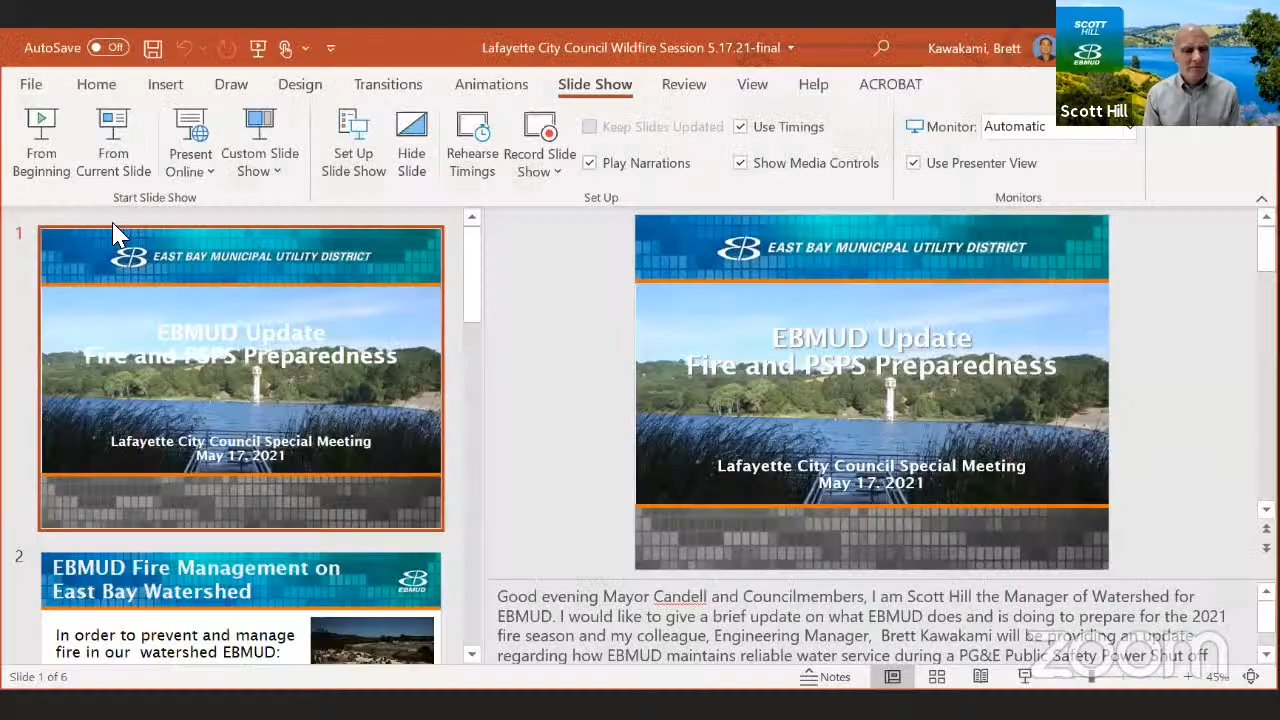 AutoSave Off
Lafayette City Council Wildfire Session 5.17.21-final
Kawakami, Brett
SCOTT
HILL
EBMUD
Scott Hill
File Home Insert Draw Design Transitions Animations Slide Show Review View Help ACROBAT
From
Beginning
From
Current Slide
Present
Online
Custom Slide
Show
Start Slide Show
Set Up
Slide Show
Hide
Slide
Rehearse
Timings
Record Slide
Show
Keep Slides Updated
Play Narrations
Use Timings
Show Media Controls
Set Up
Monitor: Automatic
Use Presenter View
Monitors
1
EAST BAY MUNICIPAL UTILITY DISTRICT
EBMUD Update
Fire and PSPS Preparedness
Lafayette City Council Special Meeting
May 17, 2021
2
EBMUD Fire Management on
East Bay Watershed
EBMUD
In order to prevent and manage
fire in our watershed EBMUD:
EAST BAY MUNICIPAL UTILITY DISTRICT
EBMUD Update
Fire and PSPS Preparedness
Lafayette City Council Special Meeting
May 17, 2021
Good evening Mayor Candell and Councilmembers, I am Scott Hill the Manager of Watershed for
EBMUD. I would like to give a brief update on what EBMUD does and is doing to prepare for the 2021
fire season and my colleague, Engineering Manager, Brett Kawakami will be providing an update
regarding how EBMUD maintains reliable water service during a PG&E Public Safety Power Shut off
zoom
Slide 1 of 6
Notes
45%